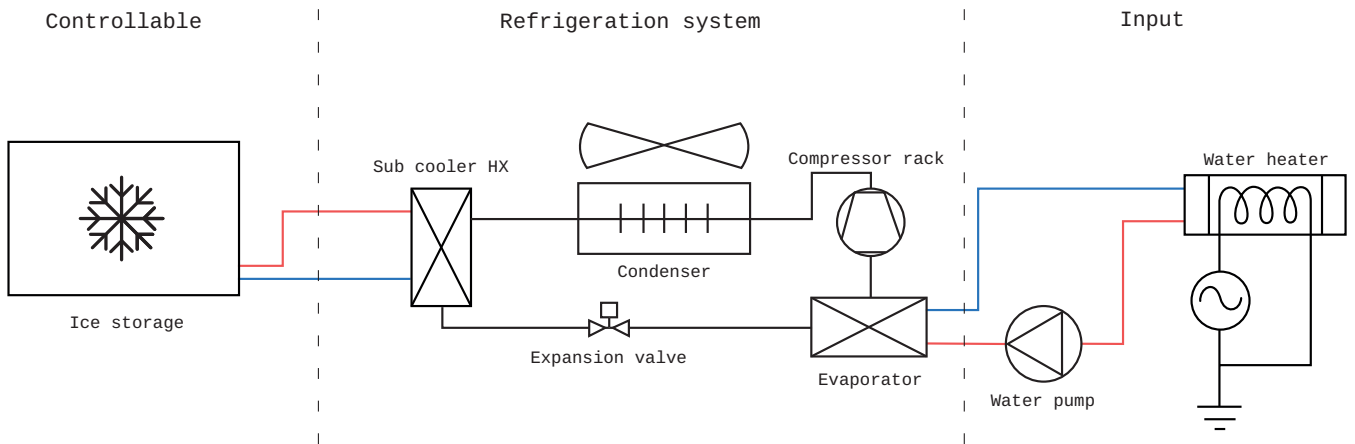 Controllable
Refrigeration system
Input
Sub cooler HX
Compressor rack
Water heater
Condenser
Ice storage
Expansion valve
Evaporator
Water pump